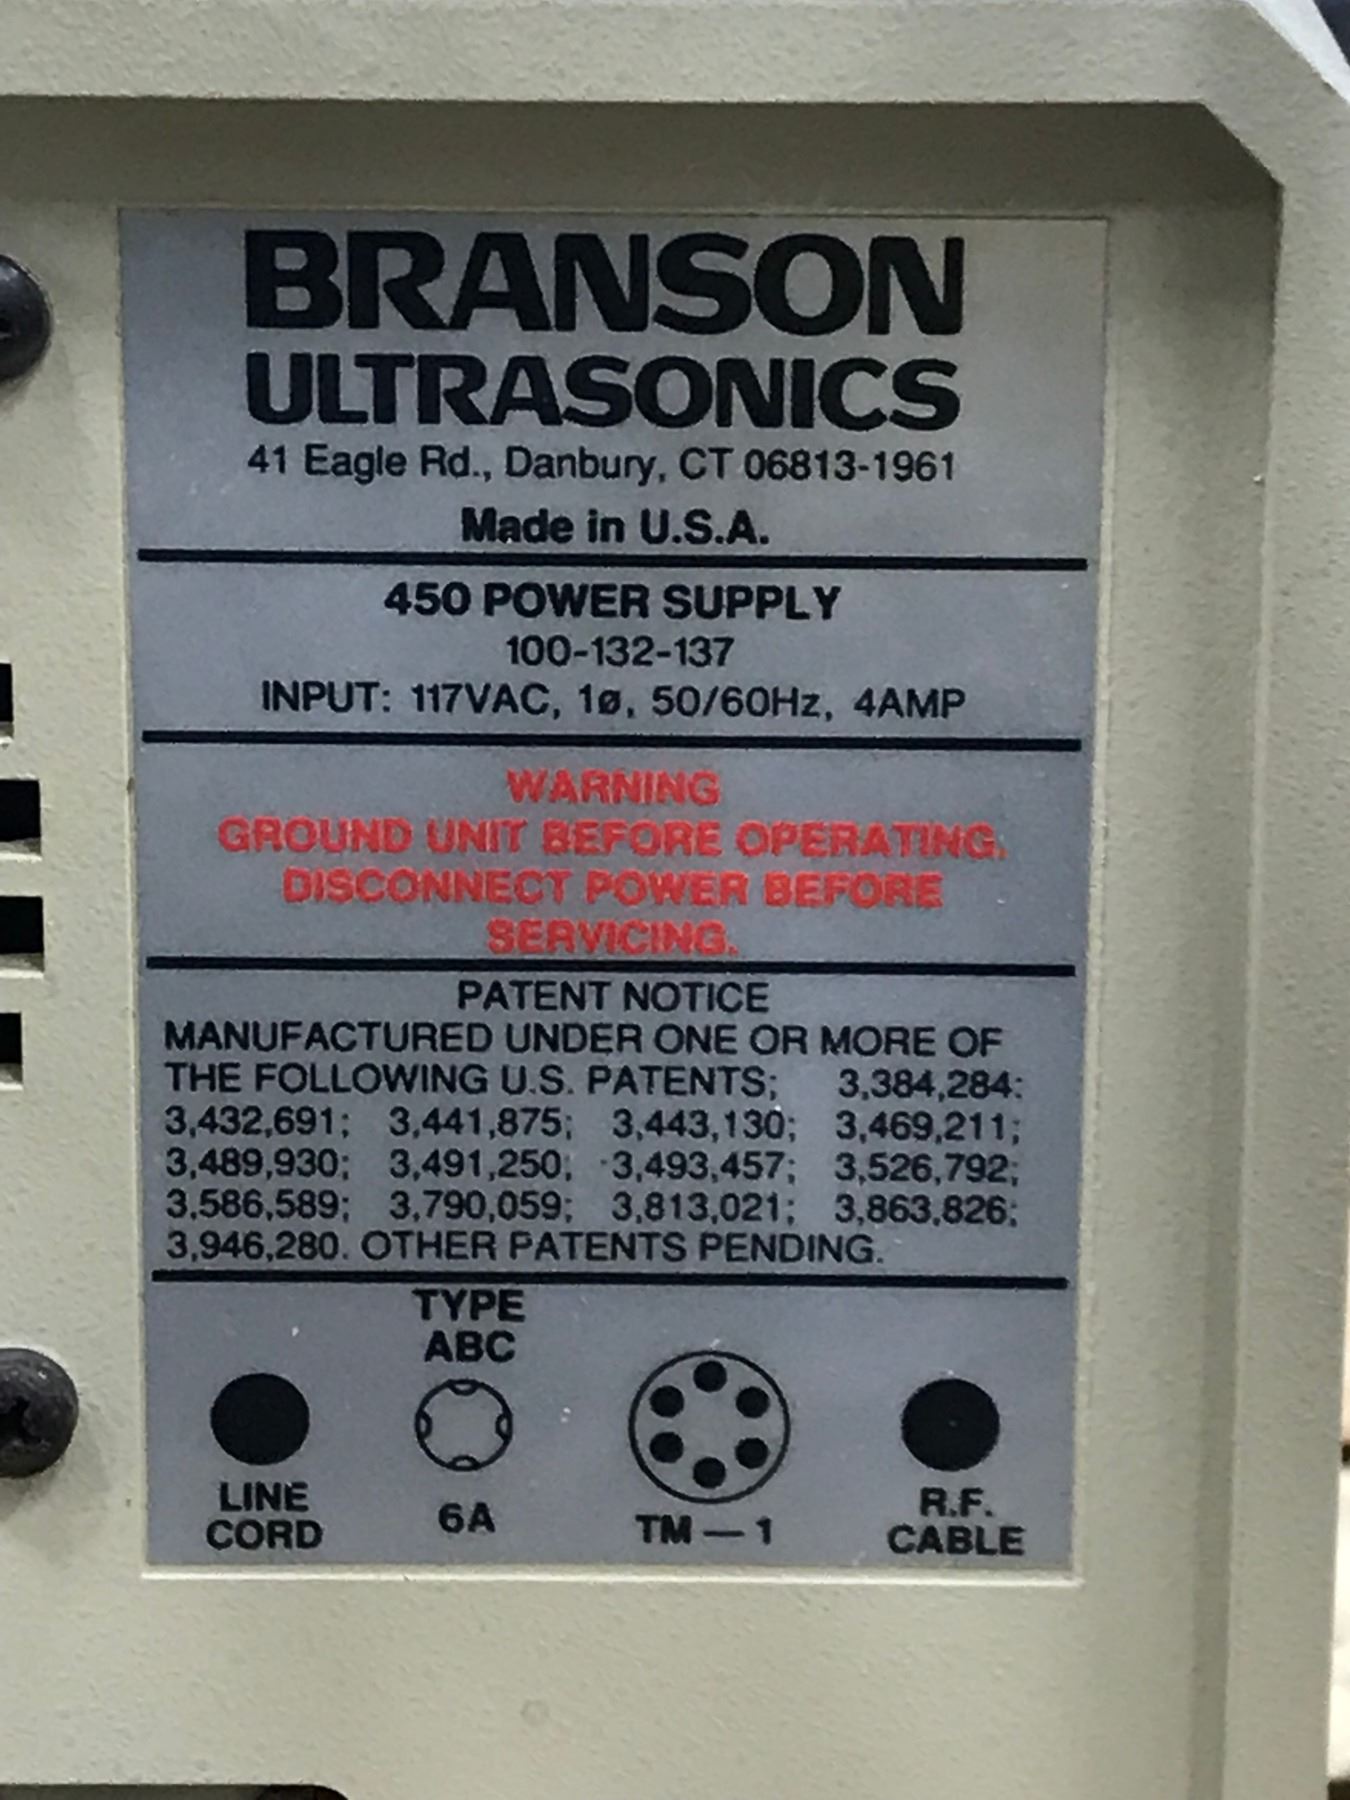 BRANSON
ULTRASONICS
41 Eagle Rd., Danbury, CT 06813-1961
Made in U.S.A.
450 POWER SUPPLY
100-132-137
INPUT: 117VAC, 1ø, 50/60Hz, 4AMP
WARNING
GROUND UNIT BEFORE OPERATING.
DISCONNECT POWER BEFORE
SERVICING.
PATENT NOTICE
MANUFACTURED UNDER ONE OR MORE OF
THE FOLLOWING U.S. PATENTS; 3,384,284;
3,432,691; 3,441,875; 3,443,130; 3,469,211;
3,489,930; 3,491,250; 3,493,457; 3,526,792;
3,586,589; 3,790,059; 3,813,021; 3,863,826;
3,946,280. OTHER PATENTS PENDING.
TYPE
ABC
LINE
CORD
6A
TM — 1
R.F.
CABLE